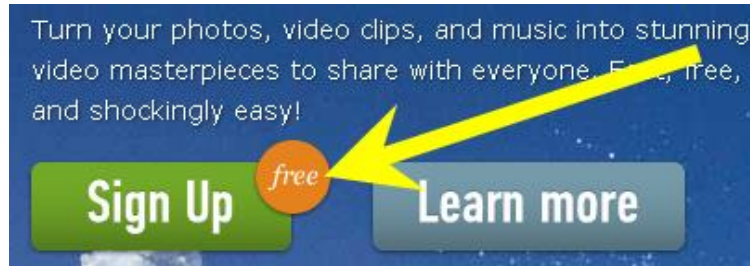 Turn your photos, video clips, and music into stunning
video masterpieces to share with everyone. Fast, free,
and shockingly easy!
free
Sign Up
Learn more